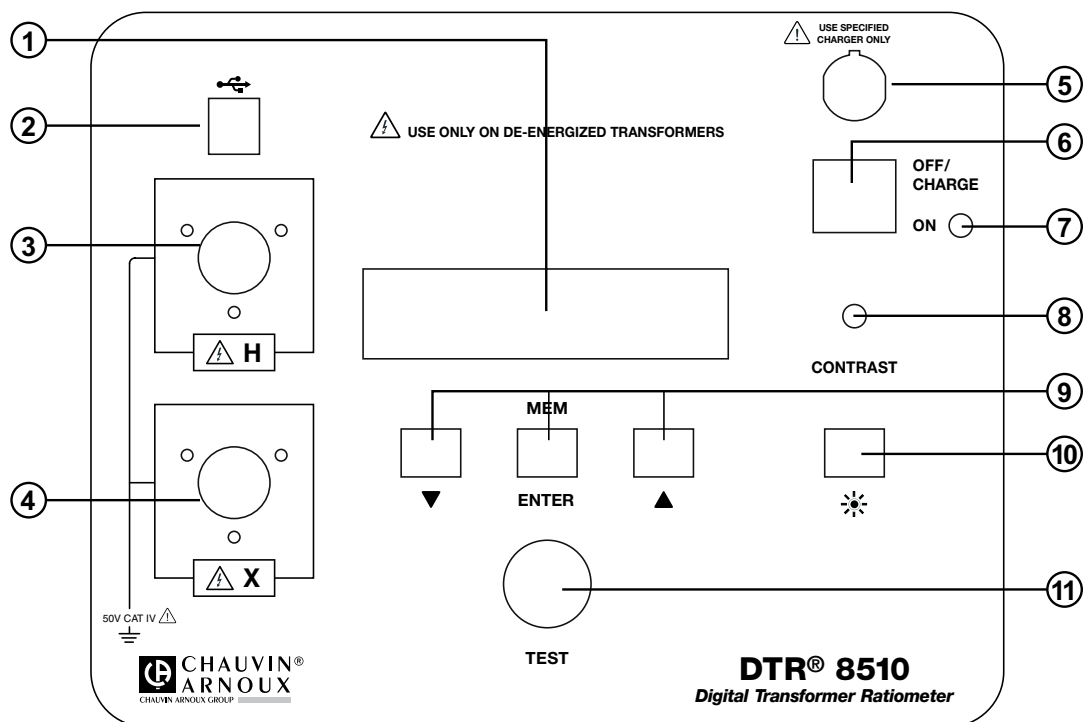 1
2
3
4
USE SPECIFIED
CHARGER ONLY
USE ONLY ON DE-ENERGIZED TRANSFORMERS
OFF/
CHARGE
ON
5
6
7
8
9
10
11
H
CONTRAST
MEM
▼
ENTER
▲
X
50V CAT IV
TEST
CHAUVIN®
ARNOUX
CHAUVIN ARNOUX GROUP
DTR® 8510
Digital Transformer Ratiometer